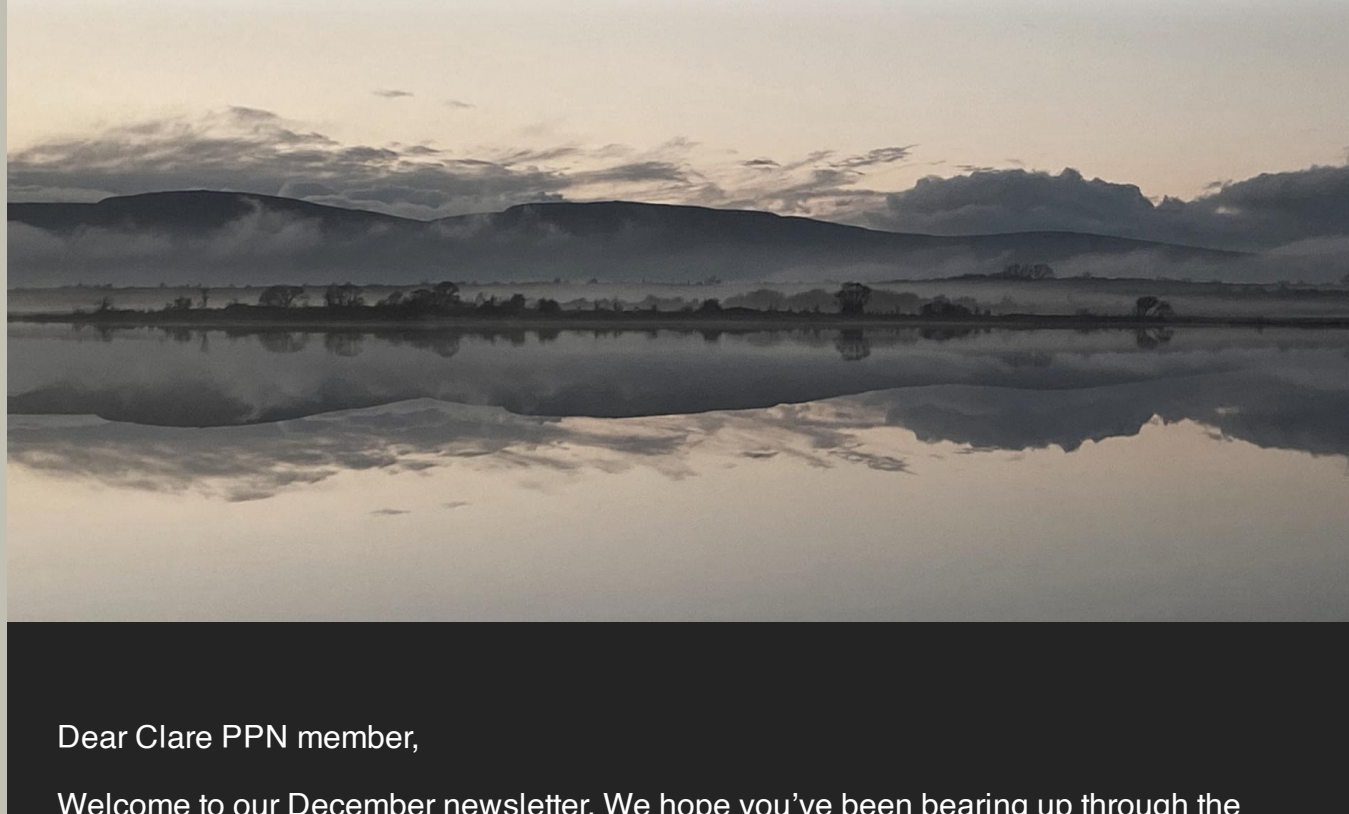 Dear Clare PPN member,
Welcome to our December newsletter. We hope you’ve been bearing up through the